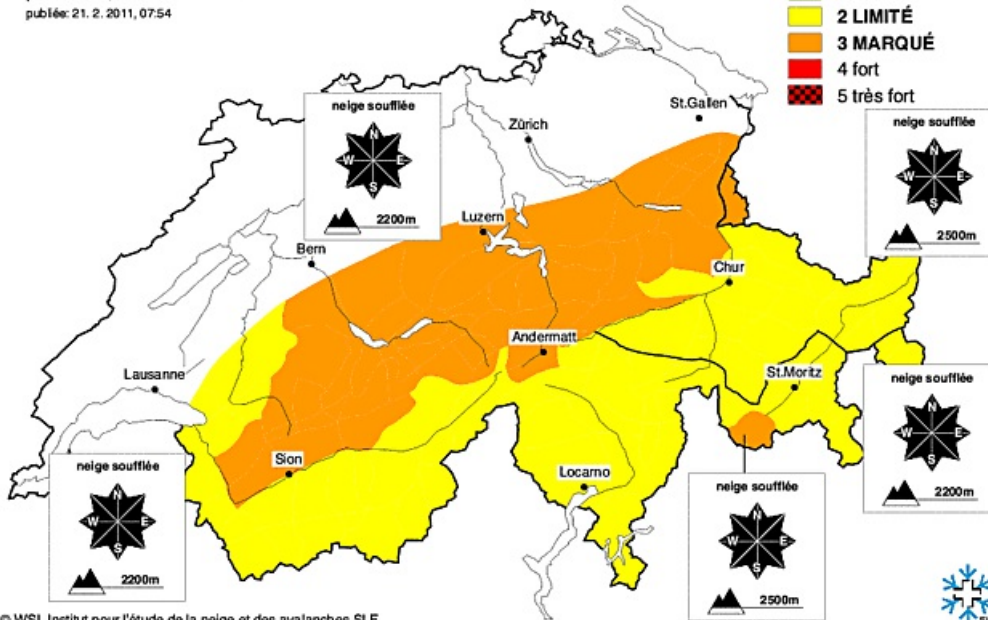 publiée: 21. 2. 2011, 07:54
2 LIMITÉ
3 MARQUÉ
4 fort
5 très fort
neige soufflée
N
W E
S
2200m
neige soufflée
N
W E
S
2500m
St.Gallen
Zürich
Luzern
Bern
Chur
Andermatt
Lausanne
St.Moritz
Sion
Locarno
neige soufflée
N
W E
S
2200m
neige soufflée
N
W E
S
2200m
neige soufflée
N
W E
S
2500m
© WSL Institut pour l'étude de la neige et des avalanches SLF